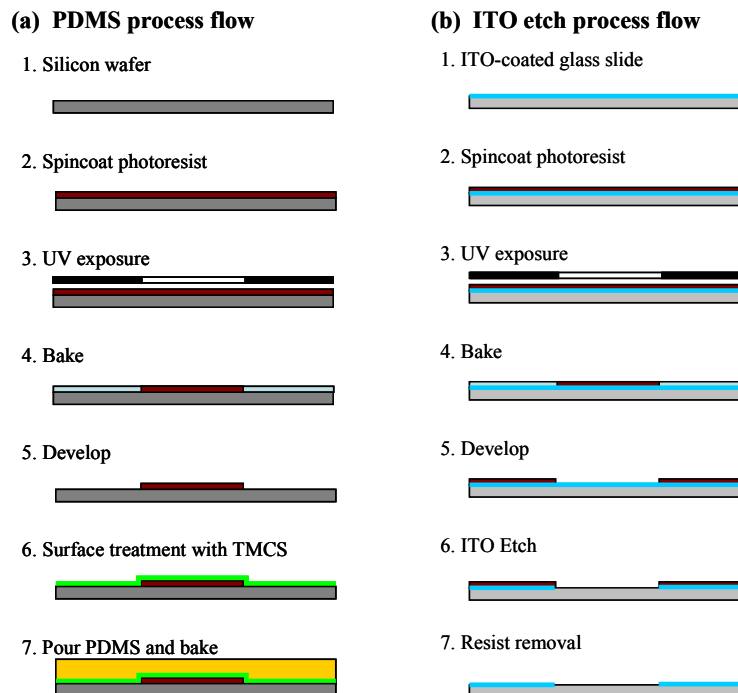 (a) PDMS process flow
1. Silicon wafer
2. Spincoat photoresist
3. UV exposure
4. Bake
5. Develop
6. Surface treatment with TMCS
7. Pour PDMS and bake
(b) ITO etch process flow
1. ITO-coated glass slide
2. Spincoat photoresist
3. UV exposure
4. Bake
5. Develop
6. ITO Etch
7. Resist removal